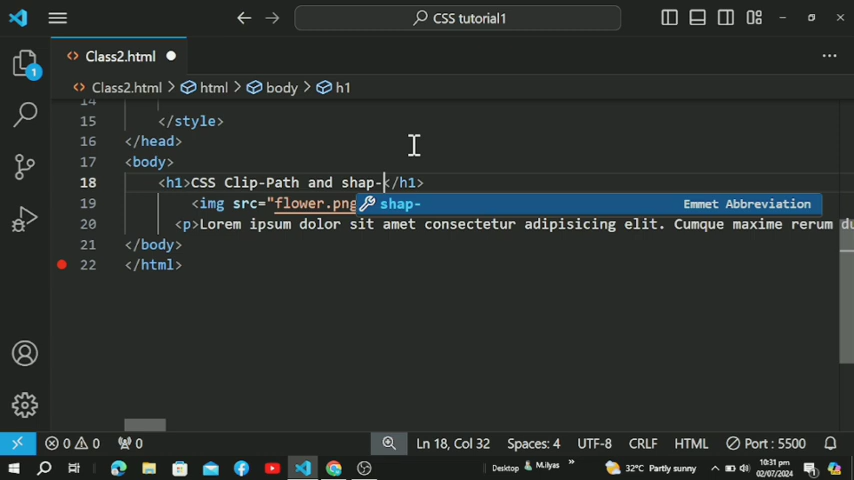 CSS tutorial1
Class2.html
Class2.html > html > body > h1
14
15 </style>
16 </head>
17 <body>
18 <h1>CSS Clip-Path and shap-</h1>
19 <img src="flower.png
shap- Emmet Abbreviation
20 <p>Lorem ipsum dolor sit amet consectetur adipisicing elit. Cumque maxime rerum du
21 </body>
22 </html>
1
0 0 0 Ln 18, Col 32 Spaces: 4 UTF-8 CRLF HTML Port : 5500
Desktop M.ilyas » 32°C Partly sunny 10:31 pm
02/07/2024 1